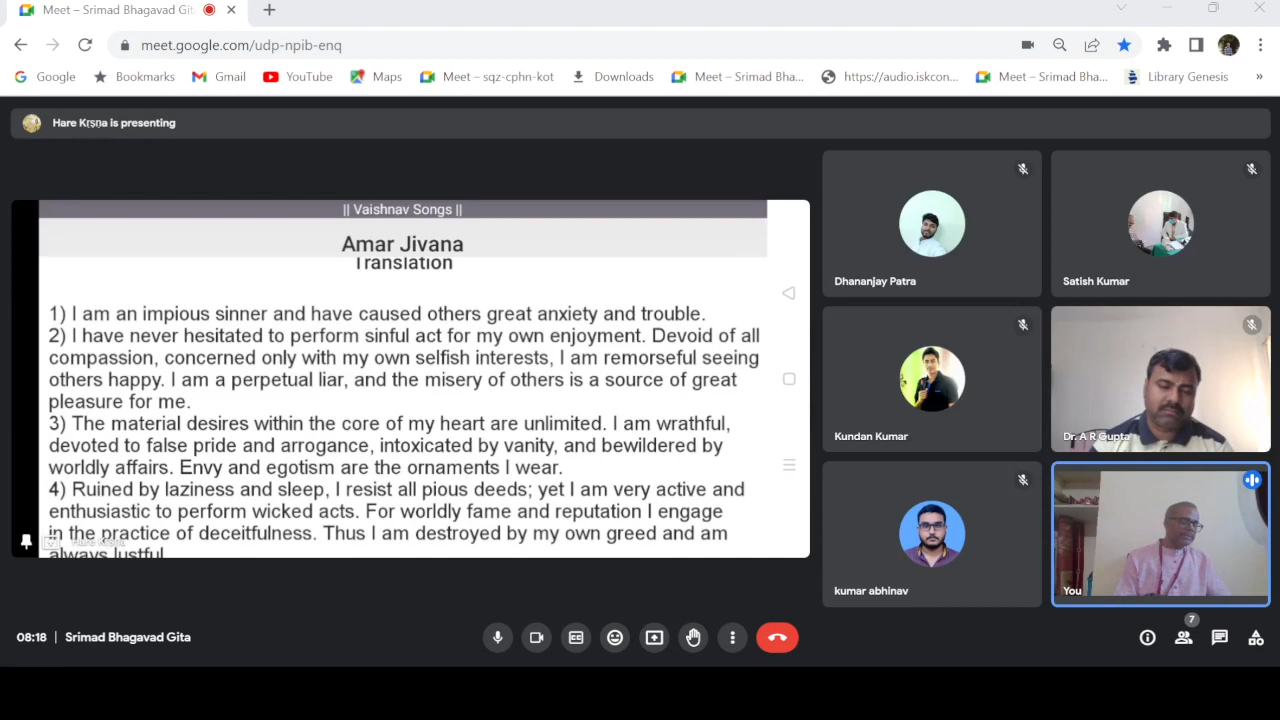 Meet – Srimad Bhagavad Git
meet.google.com/udp-npib-enq
Google
Bookmarks
Gmail
YouTube
Maps
Meet – sqz-cphn-kot
Downloads
Meet – Srimad Bha...
https://audio.iskcon...
Meet – Srimad Bha...
Library Genesis
»
Hare Kṛṣṇa is presenting
|| Vaishnav Songs ||
Amar Jivana
Translation
1) I am an impious sinner and have caused others great anxiety and trouble.
2) I have never hesitated to perform sinful act for my own enjoyment. Devoid of all
compassion, concerned only with my own selfish interests, I am remorseful seeing
others happy. I am a perpetual liar, and the misery of others is a source of great
pleasure for me.
3) The material desires within the core of my heart are unlimited. I am wrathful,
devoted to false pride and arrogance, intoxicated by vanity, and bewildered by
worldly affairs. Envy and egotism are the ornaments I wear.
4) Ruined by laziness and sleep, I resist all pious deeds; yet I am very active and
enthusiastic to perform wicked acts. For worldly fame and reputation I engage
in the practice of deceitfulness. Thus I am destroyed by my own greed and am
always lustful
Hare Kṛṣṇa
Dhananjay Patra
Satish Kumar
Kundan Kumar
Dr. A R Gupta
kumar abhinav
You
08:18 | Srimad Bhagavad Gita
CC
7